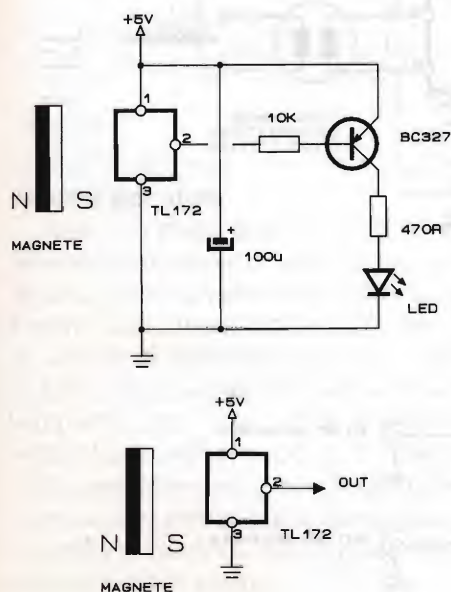 +5V
1
10K
BC327
2
3
N S
TL172
MAGNETE
+
100u
470R
LED
+5V
1
2
OUT
3
N S
TL172
MAGNETE